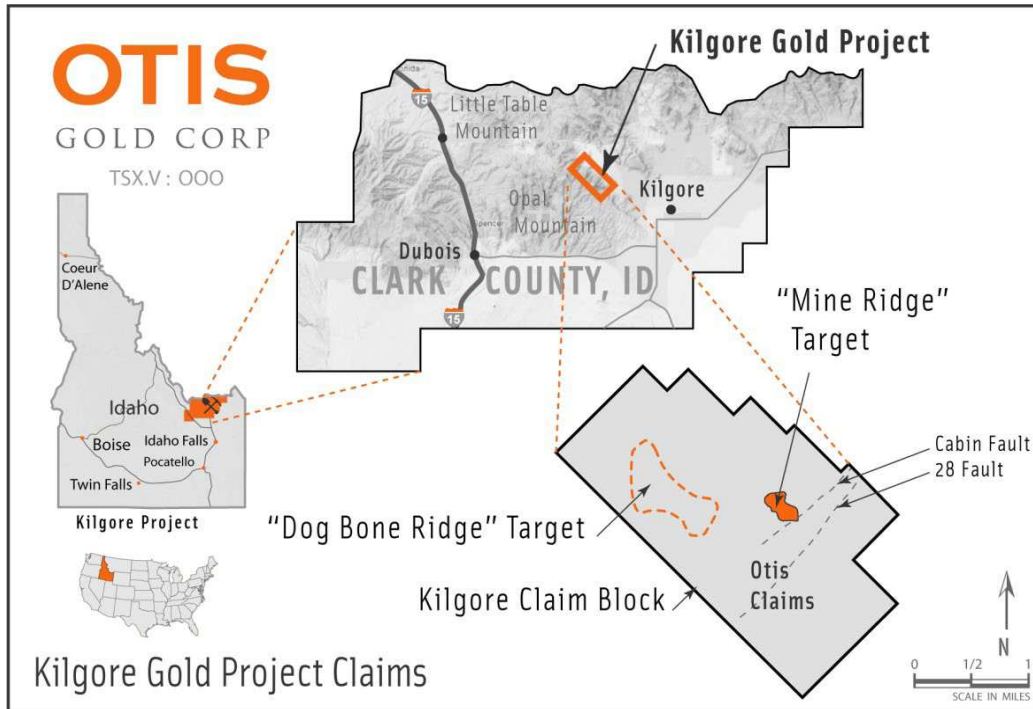 OTIS
GOLD CORP
TSX.V : OOO
Kilgore Gold Project
15
Little Table
Mountain
Opal
Mountain
Spencer
Kilgore
Dubois
CLARK COUNTY, ID
15
Coeur
D'Alene
Idaho
Boise
Idaho Falls
Pocatello
Twin Falls
Kilgore Project
"Mine Ridge"
Target
Cabin Fault
28 Fault
"Dog Bone Ridge" Target
Otis
Claims
Kilgore Claim Block
N
0 1/2 1
SCALE IN MILES
Kilgore Gold Project Claims